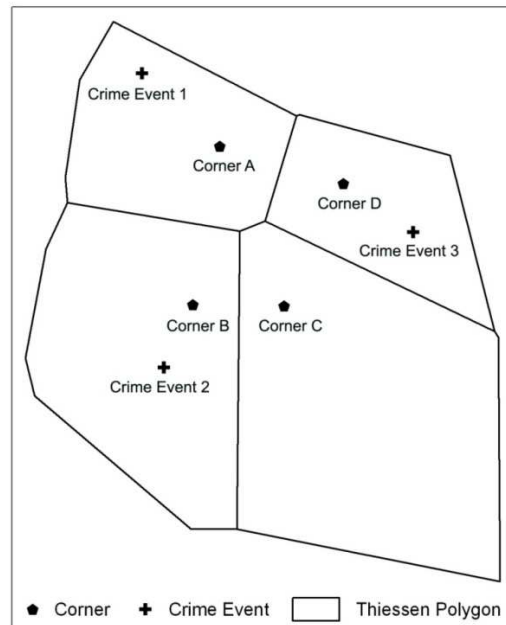 Crime Event 1
Corner A
Corner D
Crime Event 3
Corner B
Corner C
Crime Event 2
Corner Crime Event Thiessen Polygon